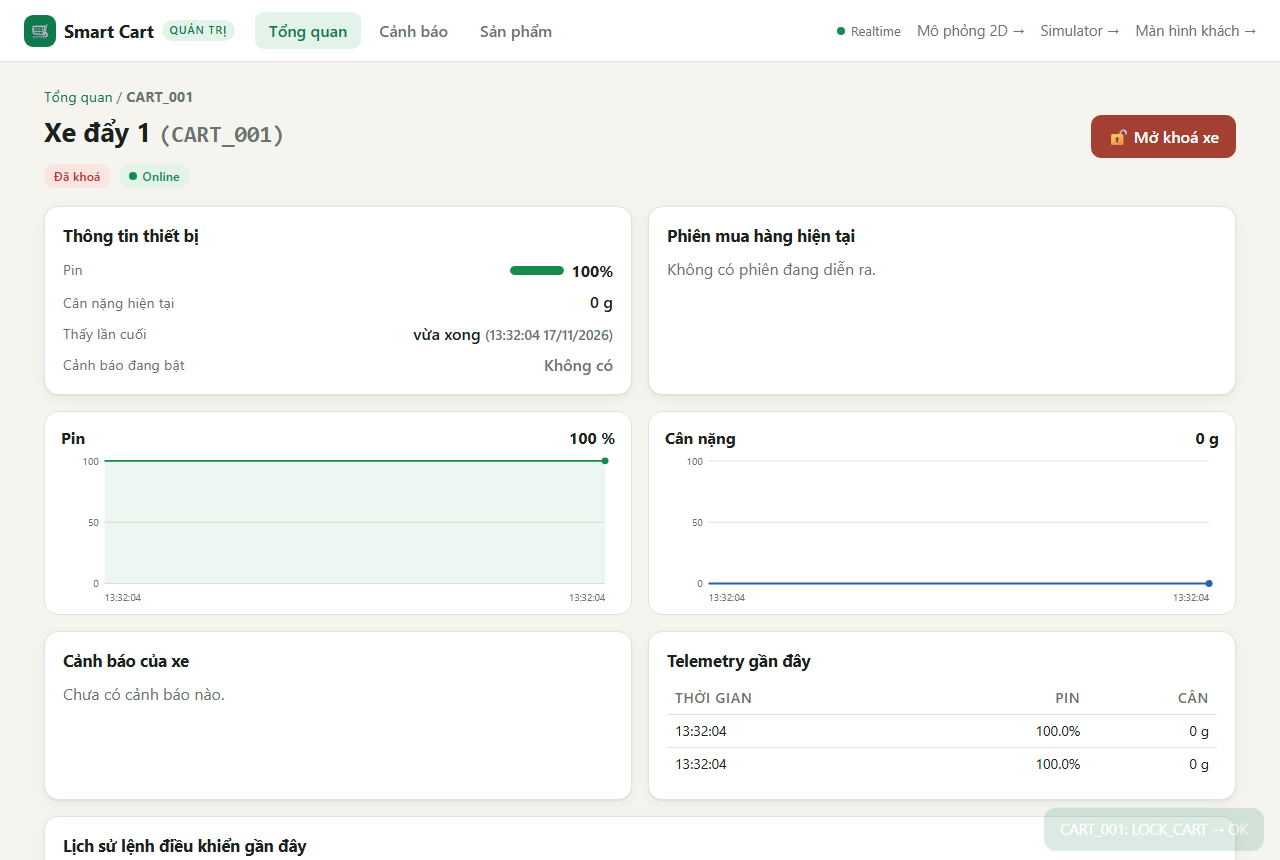 Smart Cart QUẢN TRỊ Tổng quan Cảnh báo Sản phẩm Realtime Mô phỏng 2D → Simulator → Màn hình khách →
Tổng quan / CART_001
Xe đẩy 1 (CART_001)
Mở khoá xe
Đã khoá Online
Thông tin thiết bị
Pin 100%
Cân nặng hiện tại 0 g
Thấy lần cuối vừa xong (13:32:04 17/11/2026)
Cảnh báo đang bật Không có
Phiên mua hàng hiện tại
Không có phiên đang diễn ra.
Pin 100 %
100
50
0
13:32:04 13:32:04
Cân nặng 0 g
100
50
0
13:32:04 13:32:04
Cảnh báo của xe
Chưa có cảnh báo nào.
Telemetry gần đây
THỜI GIAN PIN CÂN
13:32:04 100.0% 0 g
13:32:04 100.0% 0 g
Lịch sử lệnh điều khiển gần đây
CART_001: LOCK_CART → OK